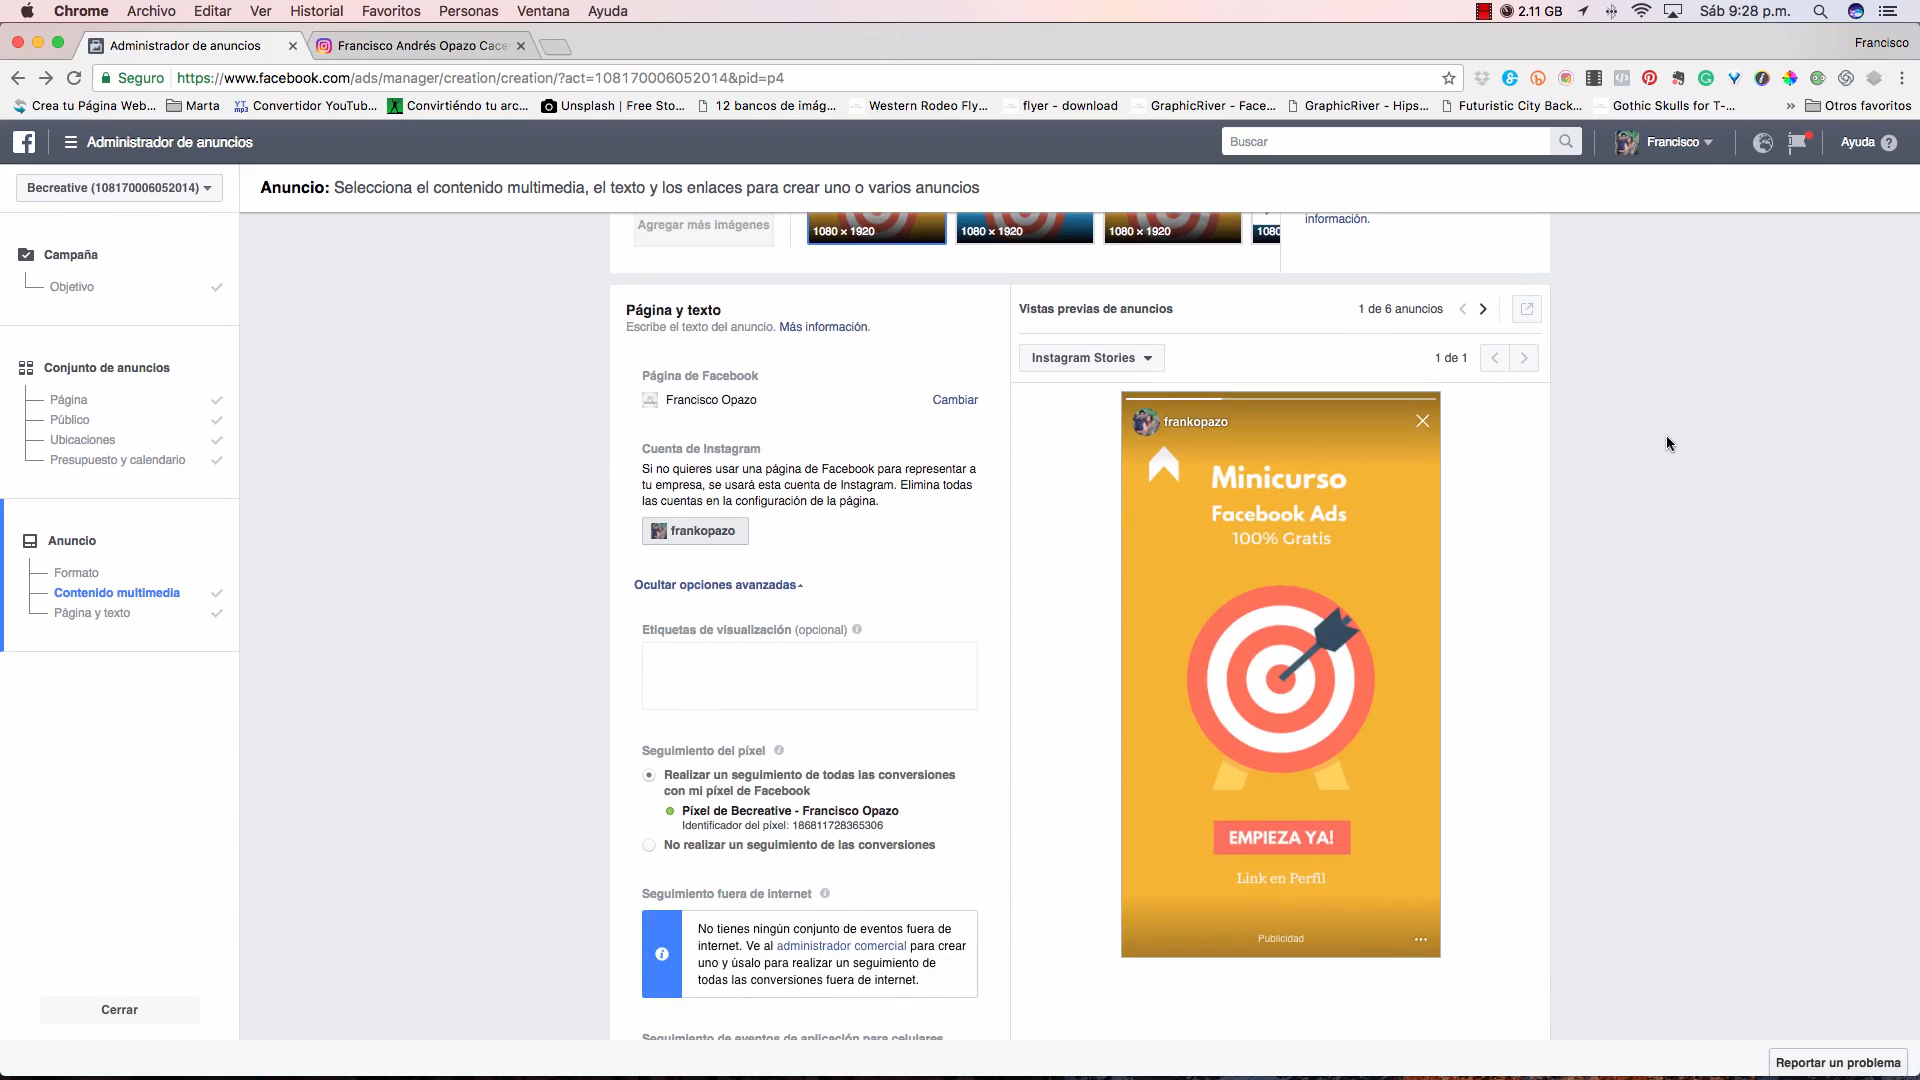 Chrome Archivo Editar Ver Historial Favoritos Personas Ventana Ayuda
2.11 GB Sáb 9:28 p.m.
Administrador de anuncios
Francisco Andrés Opazo Cace
Francisco
Seguro https://www.facebook.com/ads/manager/creation/creation/?act=108170006052014&pid=p4
Crea tu Página Web... Marta Convertidor YouTub... Convirtiéndo tu arc... Unsplash | Free Sto... 12 bancos de imág... Western Rodeo Fly... flyer - download GraphicRiver - Face... GraphicRiver - Hips... Futuristic City Back... Gothic Skulls for T-... » Otros favoritos
Administrador de anuncios
Buscar
Francisco
Ayuda ?
Becreative (108170006052014)
Anuncio: Selecciona el contenido multimedia, el texto y los enlaces para crear uno o varios anuncios
Campaña
Objetivo
Conjunto de anuncios
Página
Público
Ubicaciones
Presupuesto y calendario
Anuncio
Formato
Contenido multimedia
Página y texto
Cerrar
Agregar más imágenes
1080 × 1920
1080 × 1920
1080 × 1920
1080
información.
Página y texto
Escribe el texto del anuncio. Más información.
Página de Facebook
Francisco Opazo
Cambiar
Cuenta de Instagram
Si no quieres usar una página de Facebook para representar a
tu empresa, se usará esta cuenta de Instagram. Elimina todas
las cuentas en la configuración de la página.
frankopazo
Ocultar opciones avanzadas
Etiquetas de visualización (opcional)
Seguimiento del píxel
Realizar un seguimiento de todas las conversiones
con mi píxel de Facebook
Píxel de Becreative - Francisco Opazo
Identificador del píxel: 186811728365306
No realizar un seguimiento de las conversiones
Seguimiento fuera de internet
No tienes ningún conjunto de eventos fuera de
internet. Ve al administrador comercial para crear
uno y úsalo para realizar un seguimiento de
todas las conversiones fuera de internet.
Seguimiento de eventos de aplicación para celulares
Vistas previas de anuncios
1 de 6 anuncios
Instagram Stories
1 de 1
frankopazo
Minicurso
Facebook Ads
100% Gratis
EMPIEZA YA!
Link en Perfil
Publicidad
Reportar un problema